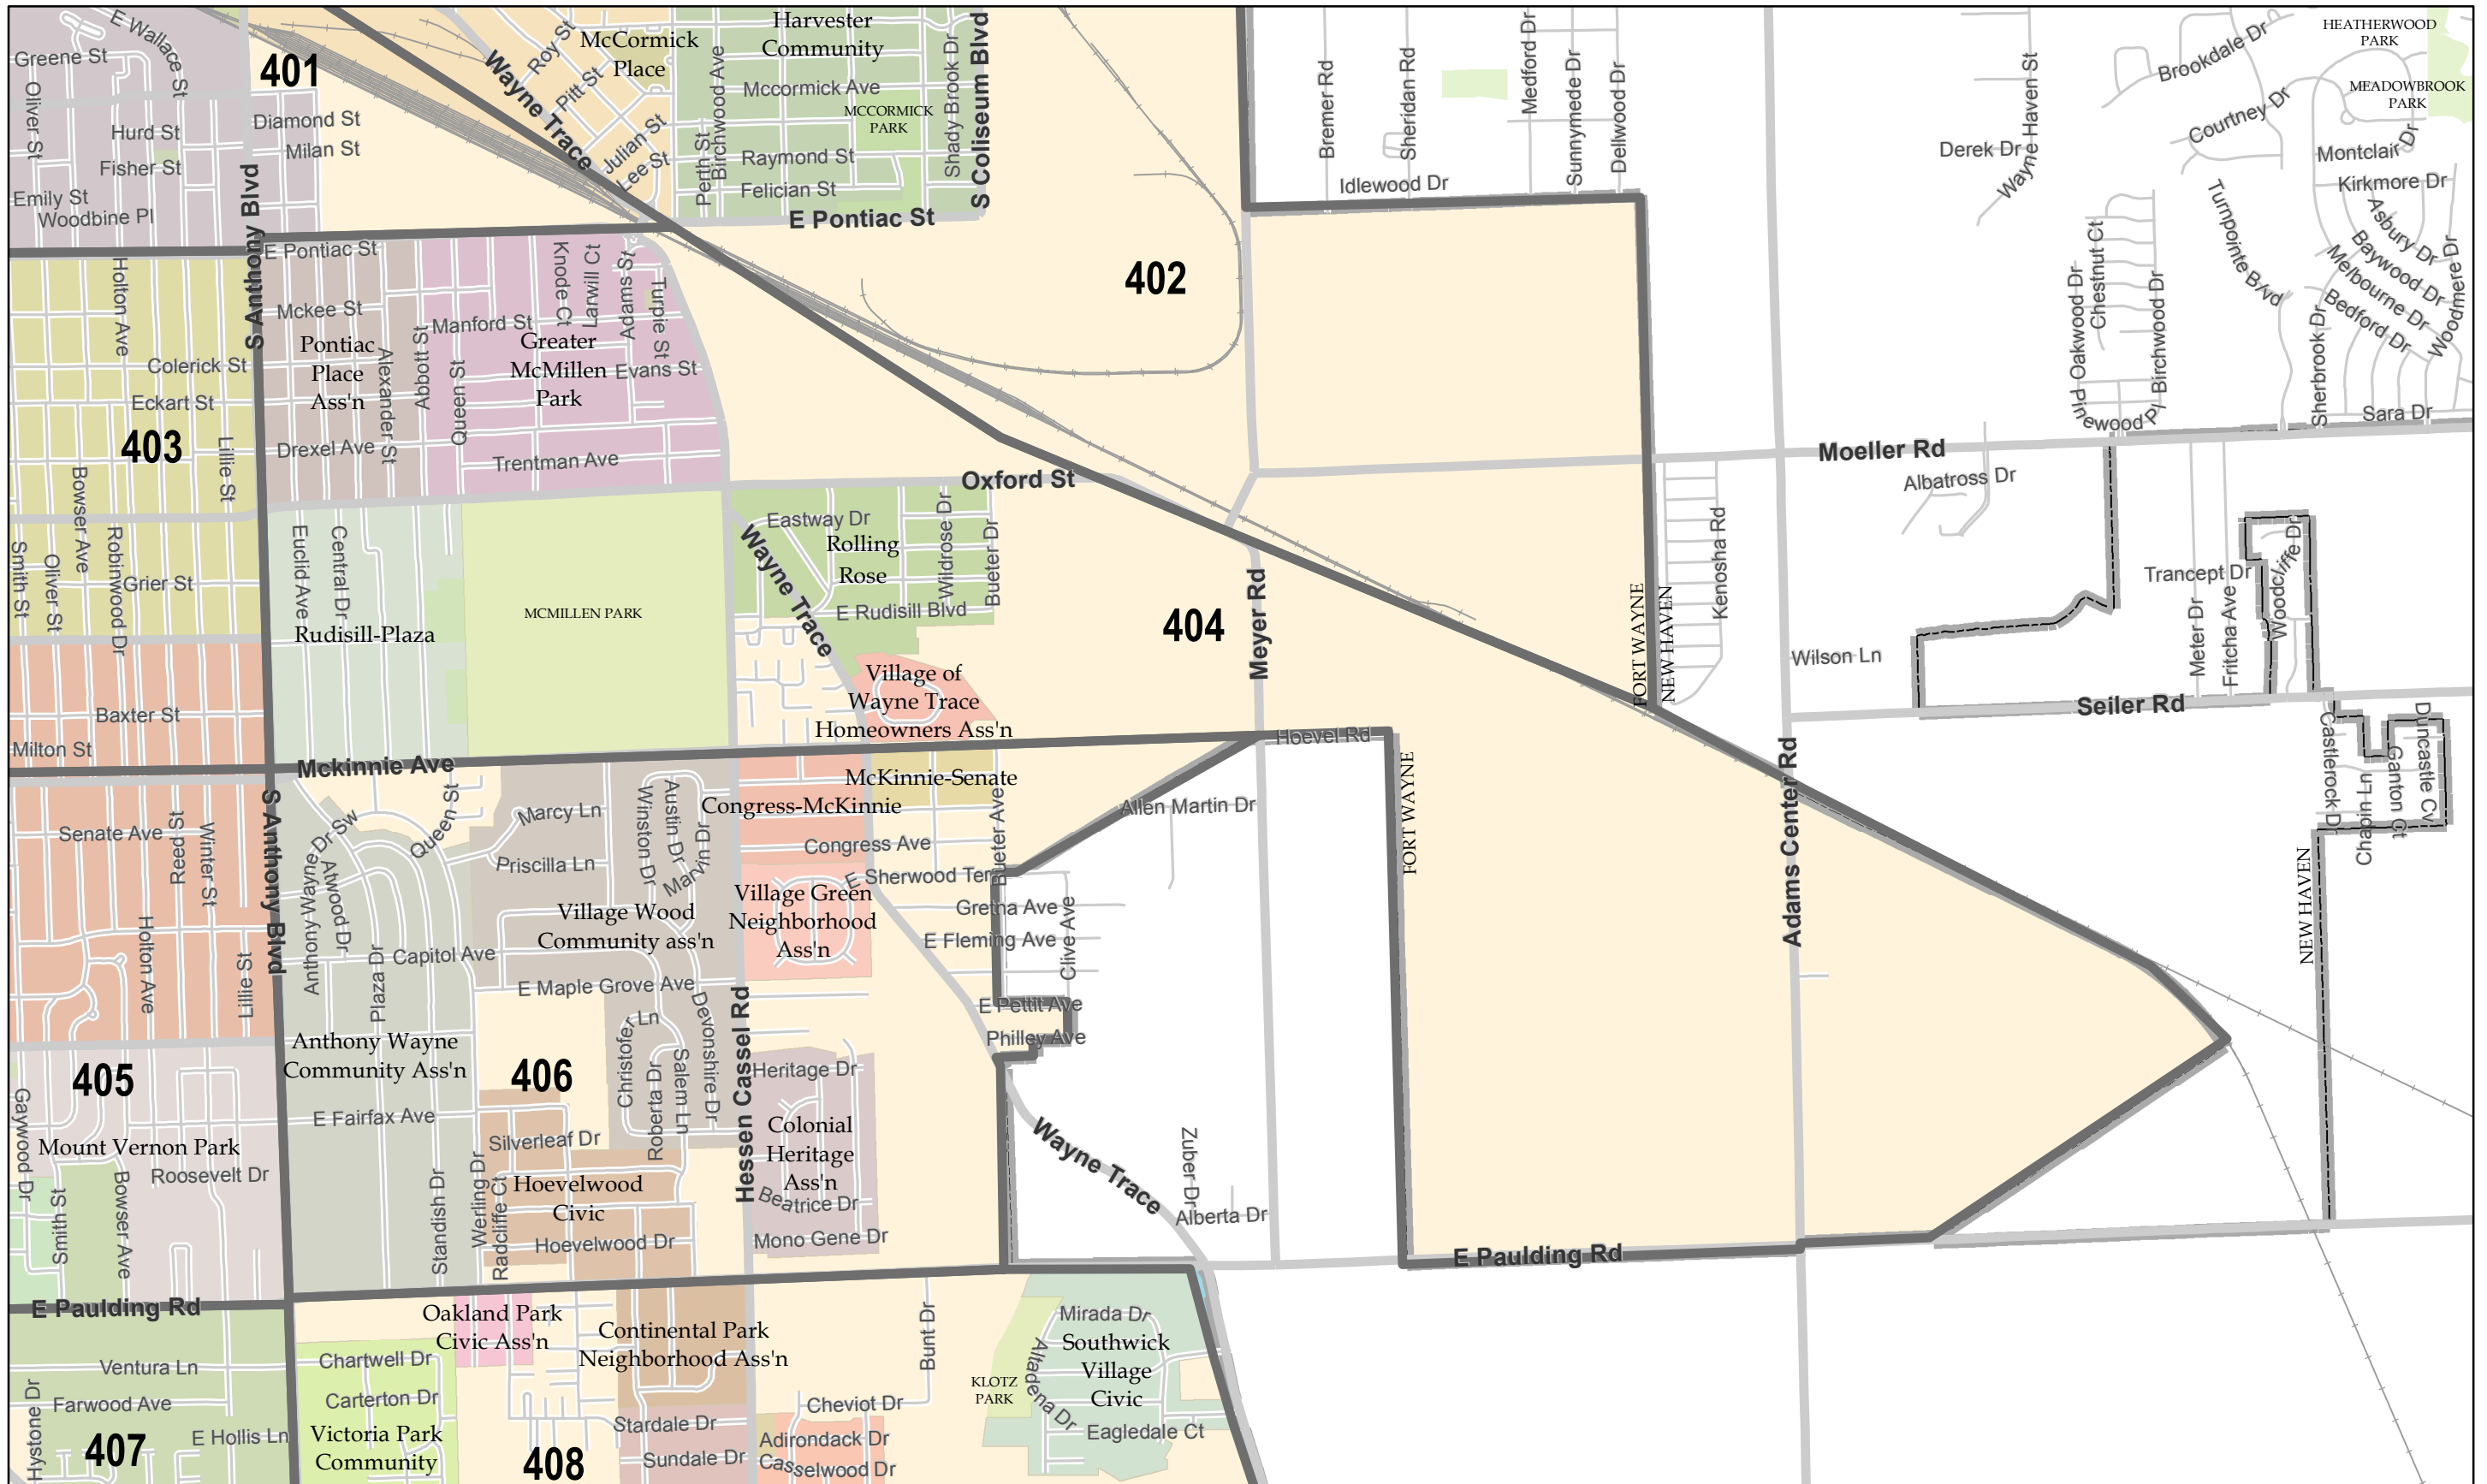 E Wallace St
Greene St
Oliver St
Hurd St
Fisher St
Emily St
Woodbine Pl
401
Diamond St
Milan St
S Anthony Blvd
Wayne Trace
Roy St
Pitt St
McCormick
Place
Julian St
Lee St
Harvester
Community
Perth St
Birchwood Ave
Mccormick Ave
MCCORMICK
PARK
Raymond St
Felician St
Shady Brook Dr
S Coliseum Blvd
E Pontiac St
402
Bremer Rd
Sheridan Rd
Medford Dr
Sunnymede Dr
Dellwood Dr
Idlewood Dr
Derek Dr
Wayne Haven St
Brookdale Dr
Courtney Dr
HEATHERWOOD
PARK
MEADOWBROOK
PARK
Montclair Dr
Kirkmore Dr
Asbury Dr
Baywood Dr
Melbourne Dr
Bedford Dr
Woodmere Dr
Turnpointe Blvd
Sherbrook Dr
Sara Dr
Oakwood Dr
Chestnut Ct
Birchwood Dr
Pinewood Pl
Moeller Rd
E Pontiac St
Holton Ave
Mckee St
Colerick St
Eckart St
403
Lillie St
Bowser Ave
Robinwood Dr
Smith St
Oliver St
Grier St
Baxter St
Milton St
Pontiac
Place
Ass'n
Alexander St
Abbott St
Queen St
Drexel Ave
Manford St
Knode Ct
Larwill Ct
Adams St
Turpie St
Greater
McMillen
Park
Evans St
Trentman Ave
Oxford St
Euclid Ave
Central Dr
Rudisill-Plaza
MCMILLEN PARK
Wayne Trace
Eastway Dr
Rolling
Rose
Wildrose Dr
Bueter Dr
E Rudisill Blvd
Village of
Wayne Trace
Homeowners Ass'n
404
Meyer Rd
FORT WAYNE
NEW HAVEN
Kenosha Rd
Albatross Dr
Wilson Ln
Trancept Dr
Meter Dr
Fritcha Ave
Woodcliffe Dr
Seiler Rd
Castlerock Dr
Chapin Ln
Ganton Ct
Duncastle Cv
NEW HAVEN
Mckinnie Ave
Hoevel Rd
FORT WAYNE
Adams Center Rd
Allen Martin Dr
S Anthony Blvd
Senate Ave
Reed St
Winter St
Holton Ave
Lillie St
Anthony Wayne Dr Sw
Atwood Dr
Queen St
Plaza Dr
Capitol Ave
Marcy Ln
Priscilla Ln
Winston Dr
Austin Dr
Marvin Dr
McKinnie-Senate
Congress-McKinnie
Congress Ave
E Sherwood Ter
Bueter Ave
Village Green
Neighborhood
Ass'n
Village Wood
Community ass'n
Gretna Ave
E Fleming Ave
Clive Ave
E Pettit Ave
Philley Ave
E Maple Grove Ave
Devonshire Dr
Hessen Cassel Rd
Christofer Ln
Roberta Dr
Salem Ln
Anthony Wayne
Community Ass'n
405
406
Heritage Dr
Colonial
Heritage
Ass'n
Beatrice Dr
Mono Gene Dr
E Fairfax Ave
Silverleaf Dr
Hoevelwood
Civic
Hoevelwood Dr
Standish Dr
Werling Dr
Radcliffe Ct
Gaywood Dr
Mount Vernon Park
Smith St
Bowser Ave
Roosevelt Dr
Wayne Trace
Zuber Dr
Alberta Dr
E Paulding Rd
E Paulding Rd
Ventura Ln
Farwood Ave
Hystone Dr
407
E Hollis Ln
Chartwell Dr
Carterton Dr
Victoria Park
Community
Oakland Park
Civic Ass'n
Continental Park
Neighborhood Ass'n
408
Stardale Dr
Sundale Dr
Bunt Dr
Cheviot Dr
Adirondack Dr
Casselwood Dr
KLOTZ
PARK
Mirada Dr
Altadena Dr
Southwick
Village
Civic
Eagledale Ct